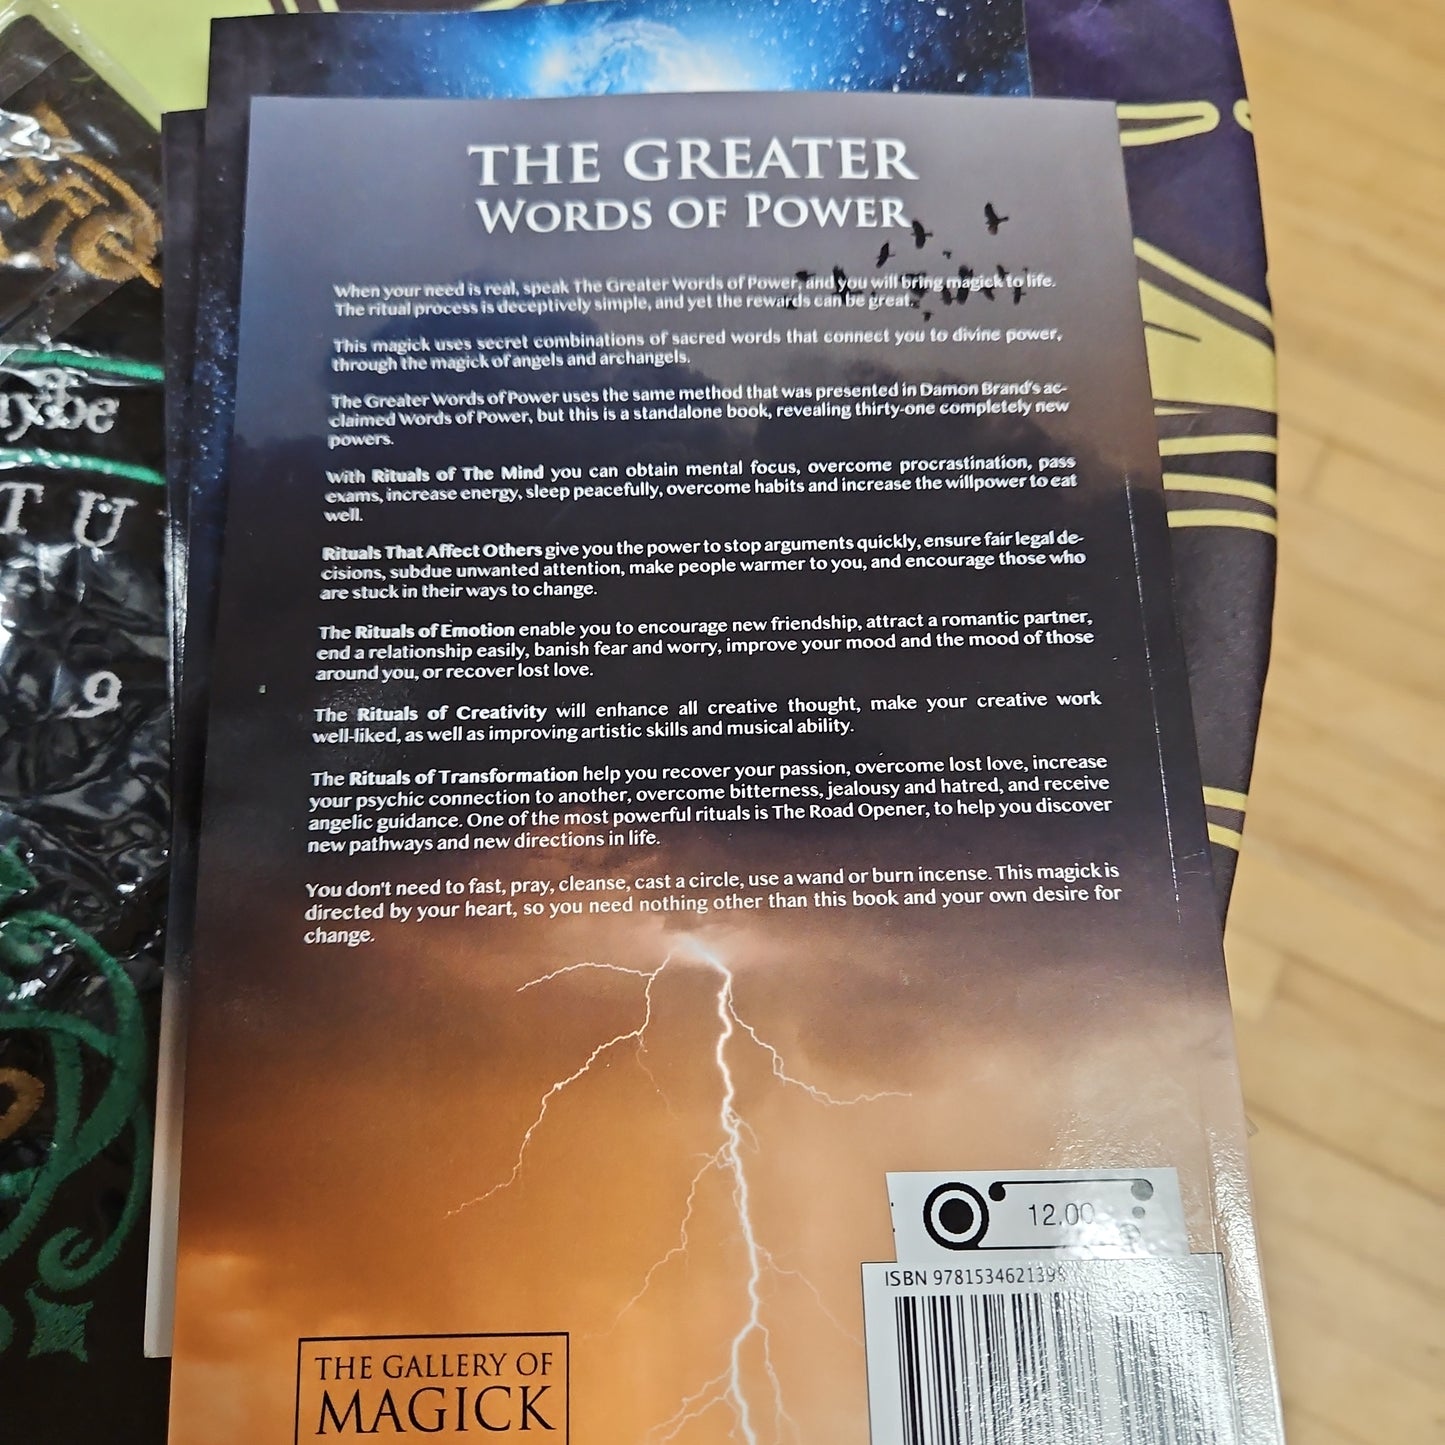 THE GREATER
WORDS OF POWER
When your need is real, speak The Greater Words of Power, and you will bring magick to life.
The ritual process is deceptively simple, and yet the rewards can be great.
This magick uses secret combinations of sacred words that connect you to divine power,
through the magick of angels and archangels.
The Greater Words of Power uses the same method that was presented in Damon Brand's ac-
claimed Words of Power, but this is a standalone book, revealing thirty-one completely new
powers.
With Rituals of The Mind you can obtain mental focus, overcome procrastination, pass
exams, increase energy, sleep peacefully, overcome habits and increase the willpower to eat
well.
Rituals That Affect Others give you the power to stop arguments quickly, ensure fair legal de-
cisions, subdue unwanted attention, make people warmer to you, and encourage those who
are stuck in their ways to change.
The Rituals of Emotion enable you to encourage new friendship, attract a romantic partner,
end a relationship easily, banish fear and worry, improve your mood and the mood of those
around you, or recover lost love.
The Rituals of Creativity will enhance all creative thought, make your creative work
well-liked, as well as improving artistic skills and musical ability.
The Rituals of Transformation help you recover your passion, overcome lost love, increase
your psychic connection to another, overcome bitterness, jealousy and hatred, and receive
angelic guidance. One of the most powerful rituals is The Road Opener, to help you discover
new pathways and new directions in life.
You don't need to fast, pray, cleanse, cast a circle, use a wand or burn incense. This magick is
directed by your heart, so you need nothing other than this book and your own desire for
change.
12.00
ISBN 9781534621398
THE GALLERY OF
MAGICK
T U
9